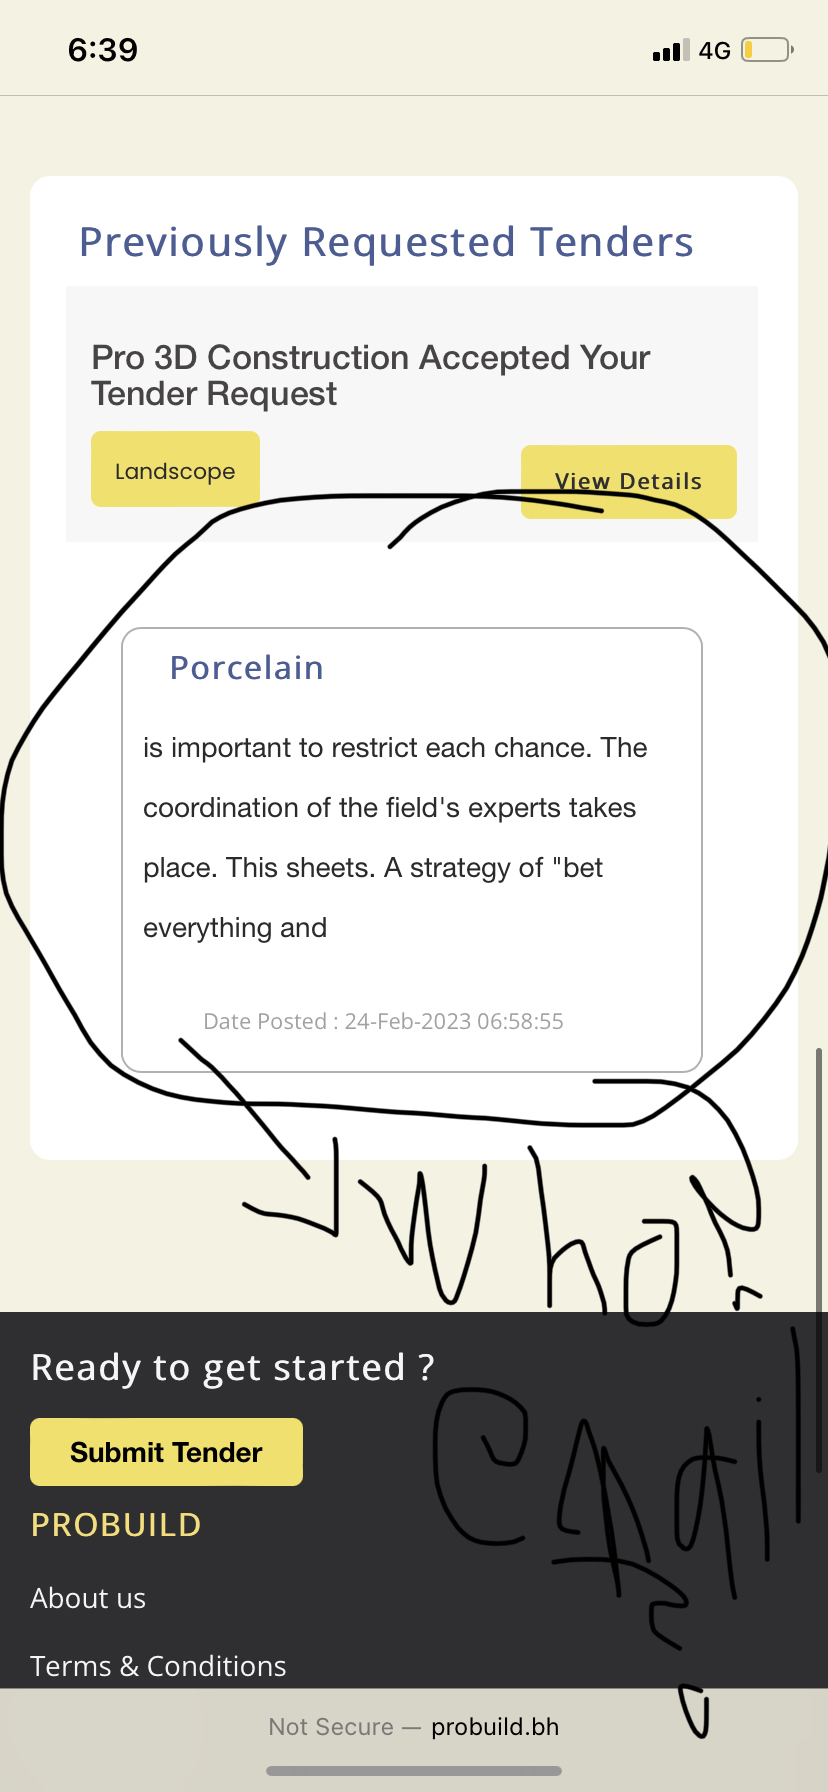 6:39
4G
Previously Requested Tenders
Pro 3D Construction Accepted Your
Tender Request
Landscope
View Details
Porcelain
is important to restrict each chance. The
coordination of the field's experts takes
place. This sheets. A strategy of "bet
everything and
Date Posted : 24-Feb-2023 06:58:55
Who?
Ready to get started ?
Submit Tender
PROBUILD
About us
Terms & Conditions
Not Secure — probuild.bh